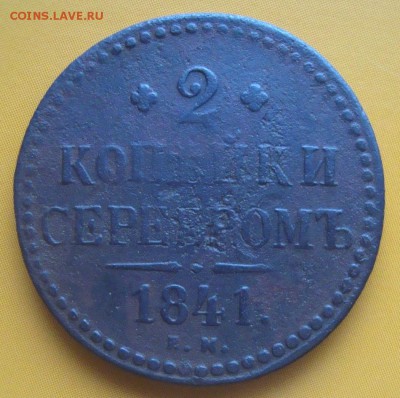 COINS.LAVE.RU
2
КОПѢЙКИ
СЕРЕБРОМЪ
1841.
Е. М.